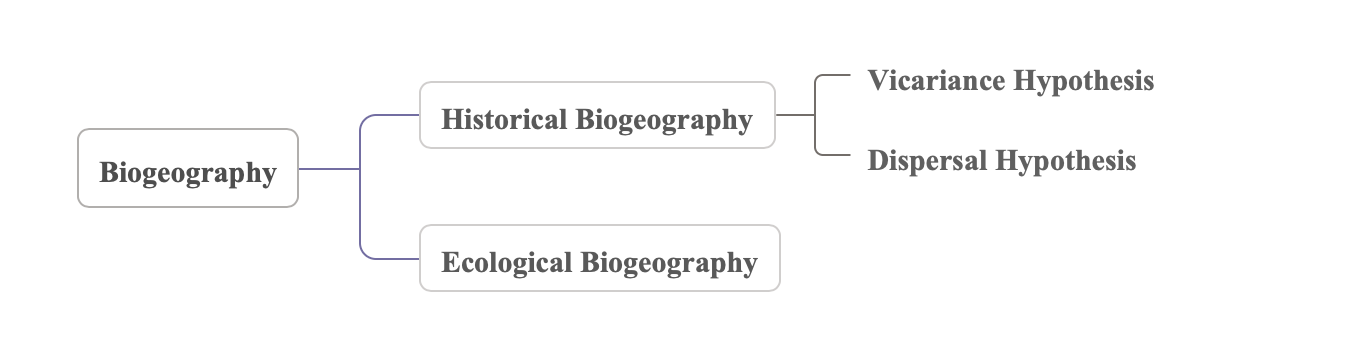 Biogeography
Historical Biogeography
Vicariance Hypothesis
Dispersal Hypothesis
Ecological Biogeography